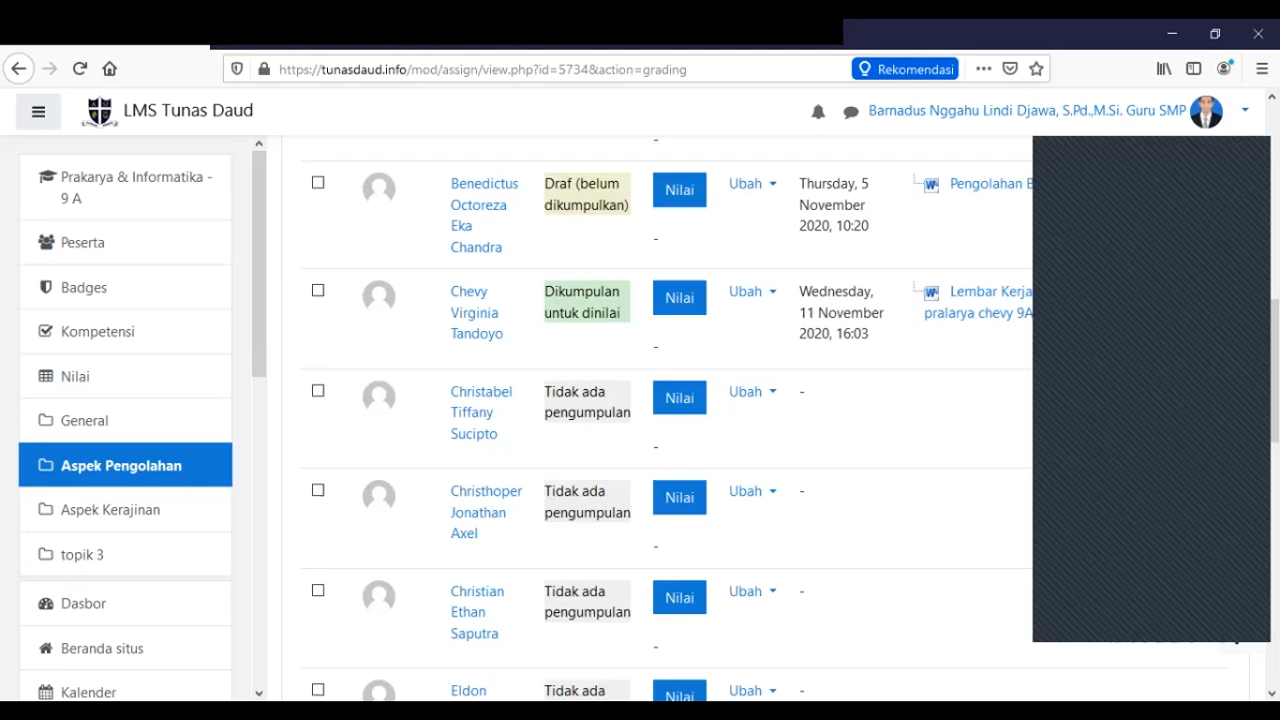 https://tunasdaud.info/mod/assign/view.php?id=5734&action=grading
Rekomendasi
LMS Tunas Daud
Barnadus Nggahu Lindi Djawa, S.Pd.,M.Si. Guru SMP
Prakarya & Informatika -
9 A
Peserta
Badges
Kompetensi
Nilai
General
Aspek Pengolahan
Aspek Kerajinan
topik 3
Dasbor
Beranda situs
Kalender
-
Benedictus
Octoreza
Eka
Chandra
Draf (belum
dikumpulkan)
Nilai
-
Ubah
Thursday, 5
November
2020, 10:20
Pengolahan
Chevy
Virginia
Tandoyo
Dikumpulan
untuk dinilai
Nilai
-
Ubah
Wednesday,
11 November
2020, 16:03
Lembar Kerja
pralarya chevy 9A
Christabel
Tiffany
Sucipto
Tidak ada
pengumpulan
Nilai
-
Ubah
-
Christhoper
Jonathan
Axel
Tidak ada
pengumpulan
Nilai
-
Ubah
-
Christian
Ethan
Saputra
Tidak ada
pengumpulan
Nilai
-
Ubah
-
Eldon
Tidak ada
Nilai
Ubah
-